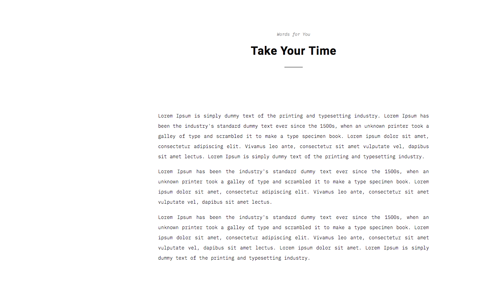 Words for You
Take Your Time
Lorem Ipsum is simply dummy text of the printing and typesetting industry. Lorem Ipsum has
been the industry's standard dummy text ever since the 1500s, when an unknown printer took a
galley of type and scrambled it to make a type specimen book. Lorem ipsum dolor sit amet,
consectetur adipiscing elit. Vivamus leo ante, consectetur sit amet vulputate vel, dapibus
sit amet lectus. Lorem Ipsum is simply dummy text of the printing and typesetting industry.
Lorem Ipsum has been the industry's standard dummy text ever since the 1500s, when an
unknown printer took a galley of type and scrambled it to make a type specimen book. Lorem
ipsum dolor sit amet, consectetur adipiscing elit. Vivamus leo ante, consectetur sit amet
vulputate vel, dapibus sit amet lectus.
Lorem Ipsum has been the industry's standard dummy text ever since the 1500s, when an
unknown printer took a galley of type and scrambled it to make a type specimen book. Lorem
ipsum dolor sit amet, consectetur adipiscing elit. Vivamus leo ante, consectetur sit amet
vulputate vel, dapibus sit amet lectus. Lorem ipsum dolor sit amet. Lorem Ipsum is simply
dummy text of the printing and typesetting industry.